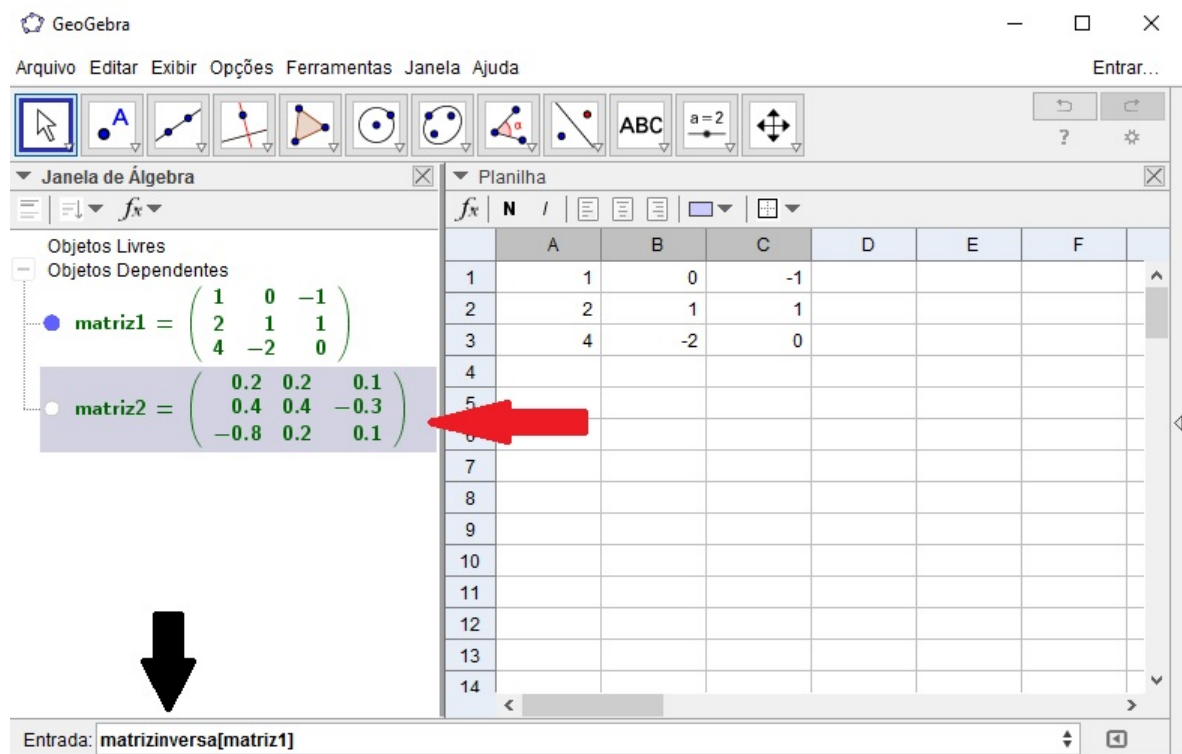 GeoGebra
Arquivo Editar Exibir Opções Ferramentas Janela Ajuda Entrar...
A α ABC a = 2 ?
Janela de Álgebra
fx
Objetos Livres
Objetos Dependentes
matriz1 = ( 1 0 −1
2 1 1
4 −2 0 )
matriz2 = ( 0.2 0.2 0.1
0.4 0.4 −0.3
−0.8 0.2 0.1 )
Planilha
fx N I
A B C D E F
1 1 0 -1
2 2 1 1
3 4 -2 0
4
5
7
8
9
10
11
12
13
14
Entrada: matrizinversa[matriz1]